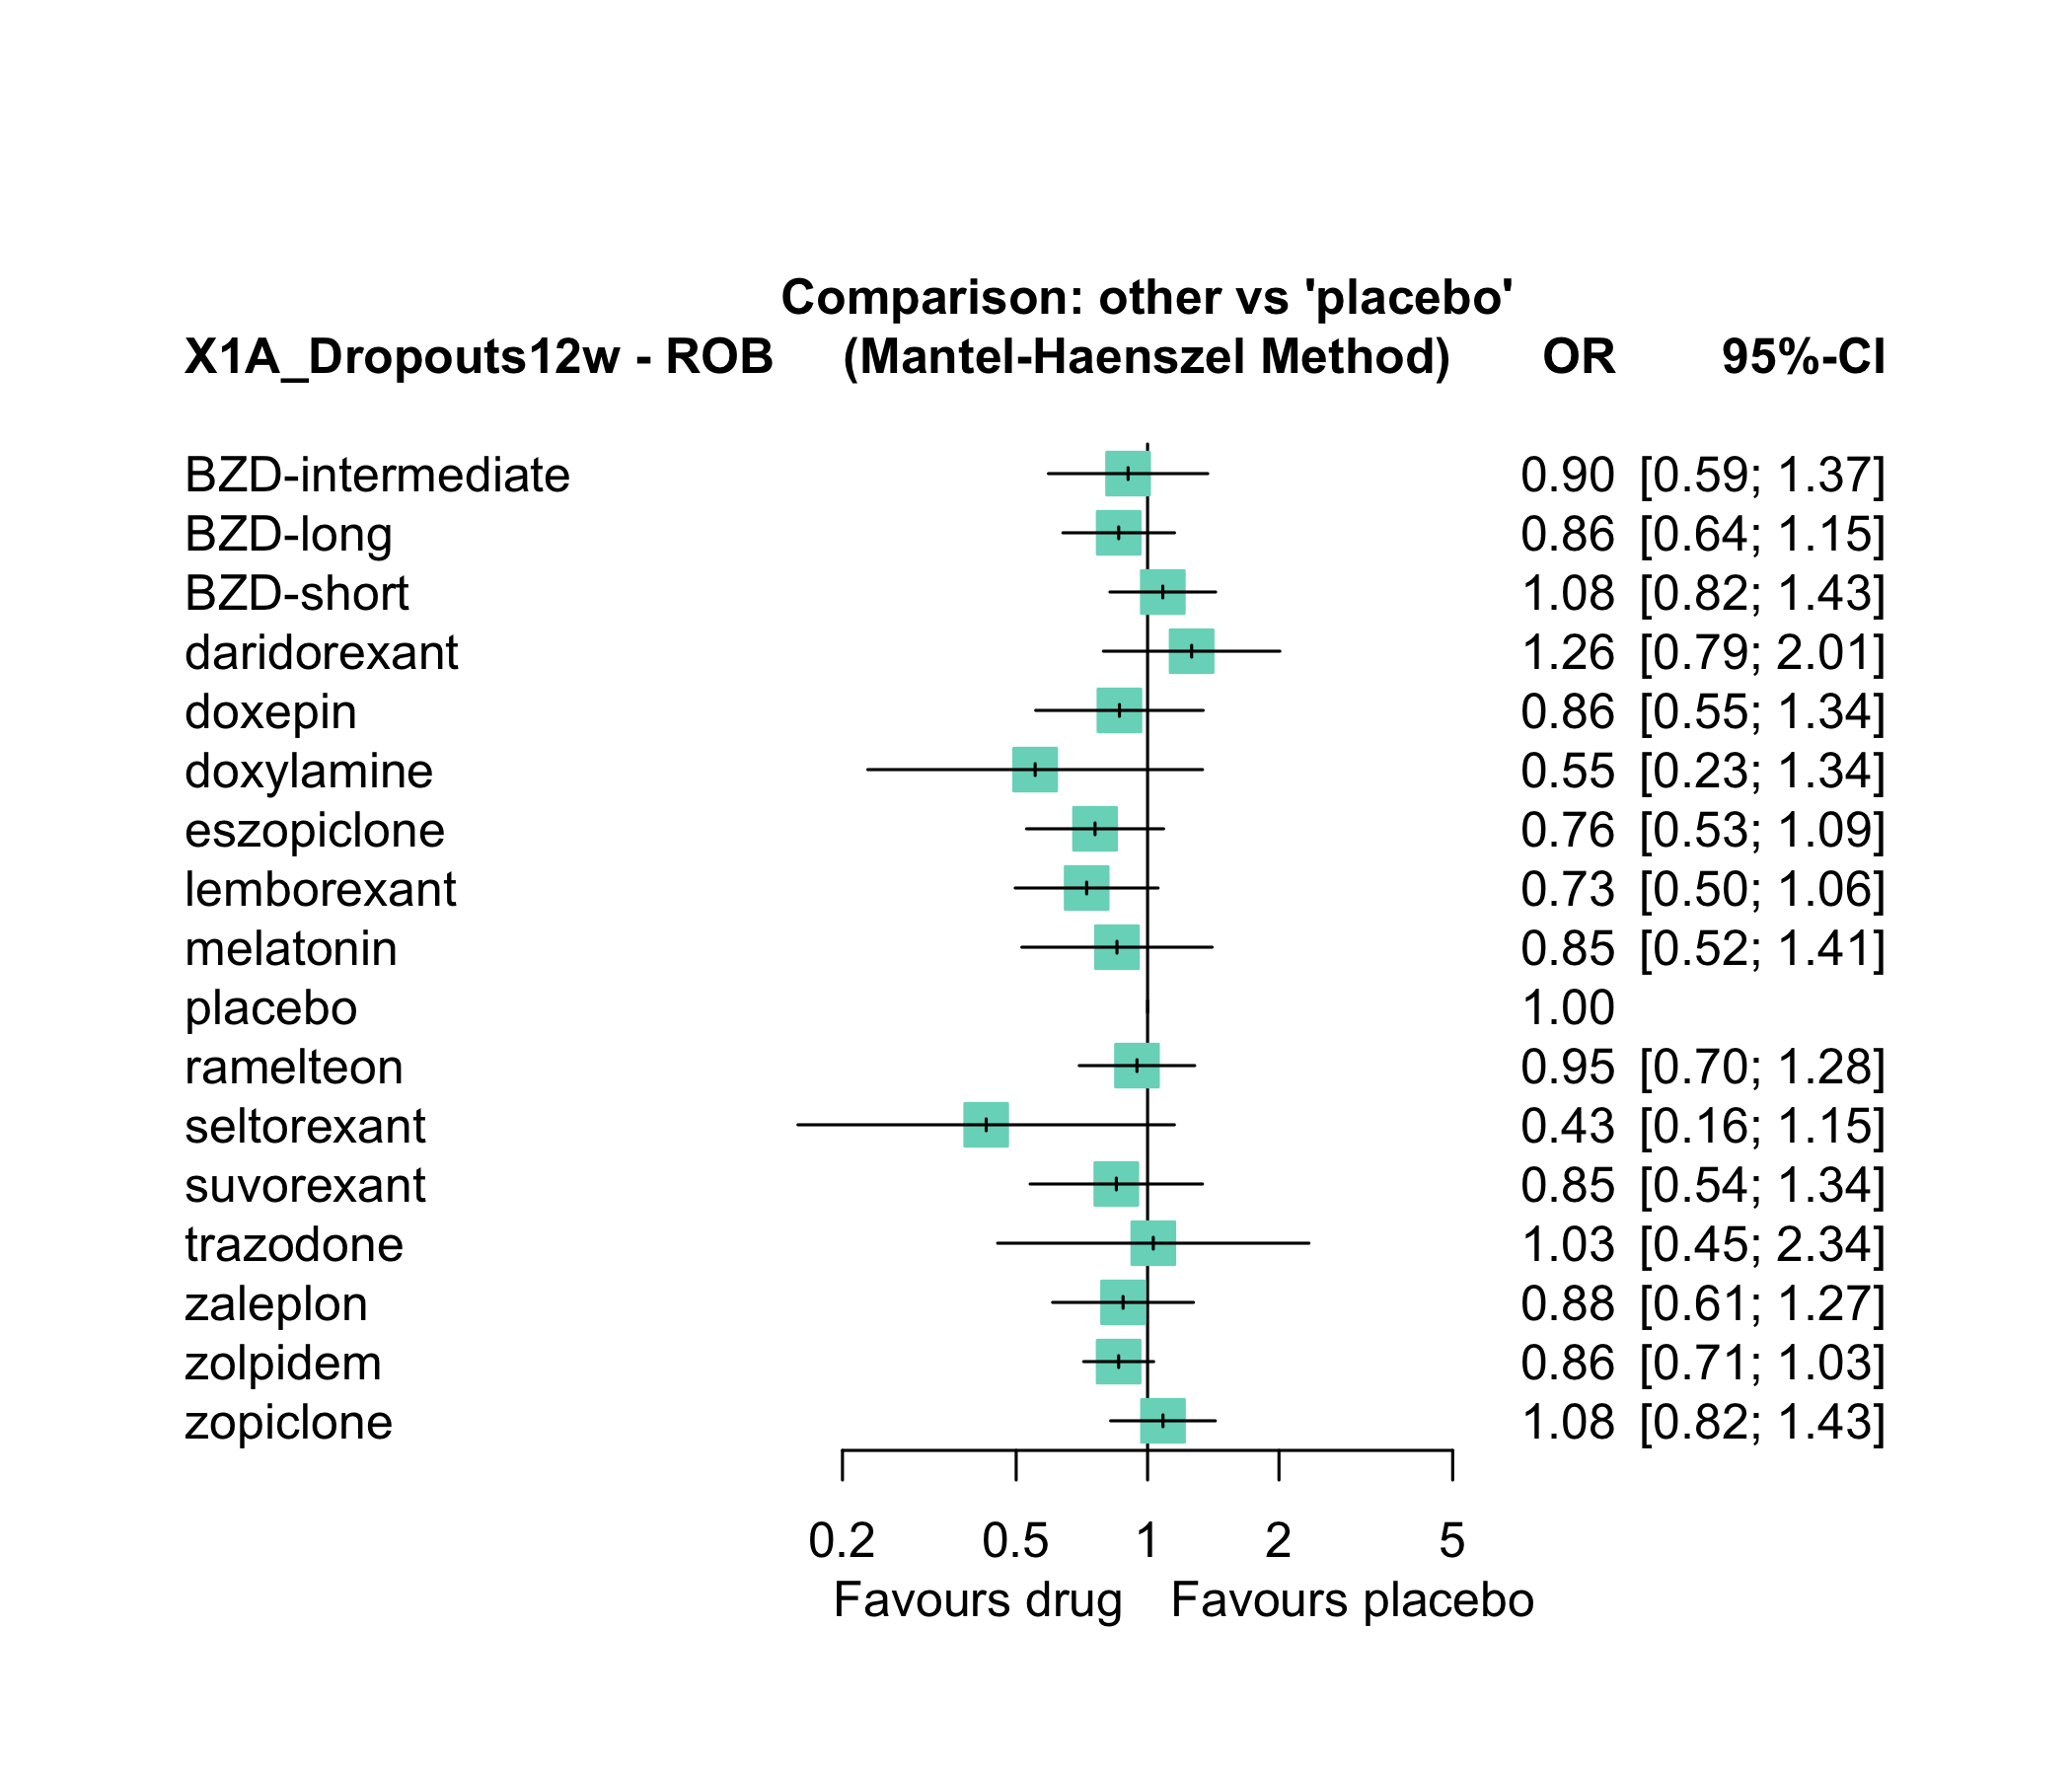 Comparison: other vs 'placebo'
X1A_Dropouts12w - ROB (Mantel-Haenszel Method) OR 95%-CI
BZD-intermediate 0.90 [0.59; 1.37]
BZD-long 0.86 [0.64; 1.15]
BZD-short 1.08 [0.82; 1.43]
daridorexant 1.26 [0.79; 2.01]
doxepin 0.86 [0.55; 1.34]
doxylamine 0.55 [0.23; 1.34]
eszopiclone 0.76 [0.53; 1.09]
lemborexant 0.73 [0.50; 1.06]
melatonin 0.85 [0.52; 1.41]
placebo 1.00
ramelteon 0.95 [0.70; 1.28]
seltorexant 0.43 [0.16; 1.15]
suvorexant 0.85 [0.54; 1.34]
trazodone 1.03 [0.45; 2.34]
zaleplon 0.88 [0.61; 1.27]
zolpidem 0.86 [0.71; 1.03]
zopiclone 1.08 [0.82; 1.43]
0.2 0.5 1 2 5
Favours drug Favours placebo